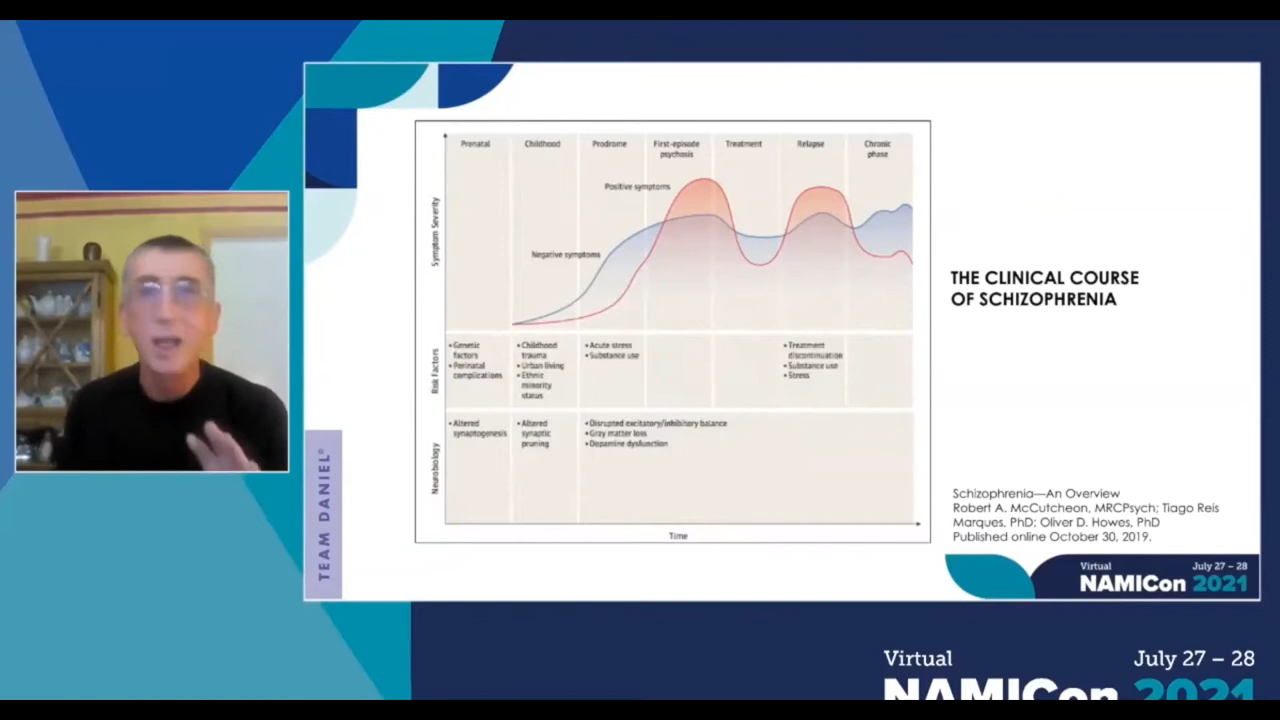 Prenatal
Childhood
Prodrome
First-episode
psychosis
Treatment
Relapse
Chronic
phase
Symptom Severity
Positive symptoms
Negative symptoms
Risk Factors
• Genetic
factors
• Perinatal
complications
• Childhood
trauma
• Urban living
• Ethnic
minority
status
• Acute stress
• Substance use
• Treatment
discontinuation
• Substance use
• Stress
Neurobiology
• Altered
synaptogenesis
• Altered
synaptic
pruning
• Disrupted excitatory/inhibitory balance
• Gray matter loss
• Dopamine dysfunction
Time
THE CLINICAL COURSE
OF SCHIZOPHRENIA
Schizophrenia—An Overview
Robert A. McCutcheon, MRCPsych; Tiago Reis
Marques, PhD; Oliver D. Howes, PhD
Published online October 30, 2019.
TEAM DANIEL®
Virtual July 27 – 28
NAMICon 2021
Virtual July 27 – 28
NAMICon 2021